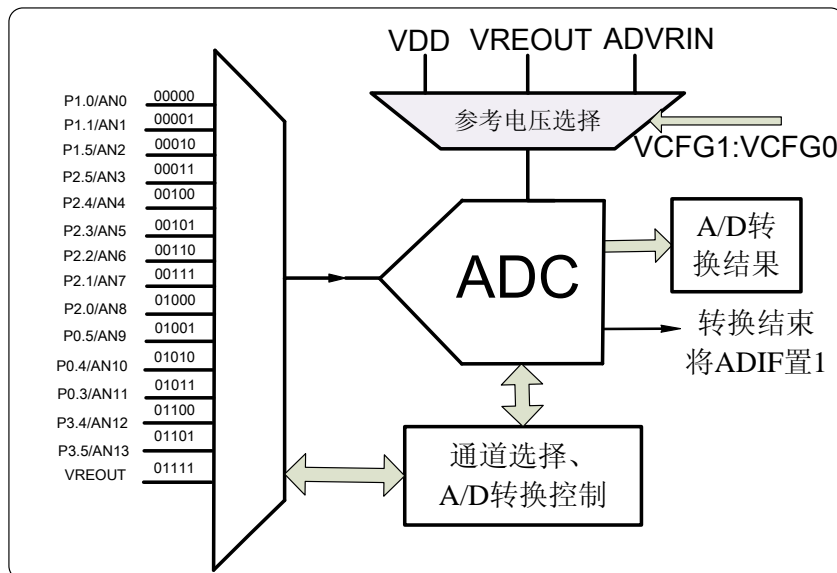 VDD VREOUT ADVRIN
参考电压选择
VCFG1:VCFG0
P1.0/AN0 00000
P1.1/AN1 00001
P1.5/AN2 00010
P2.5/AN3 00011
P2.4/AN4 00100
P2.3/AN5 00101
P2.2/AN6 00110
P2.1/AN7 00111
P2.0/AN8 01000
P0.5/AN9 01001
P0.4/AN10 01010
P0.3/AN11 01011
P3.4/AN12 01100
P3.5/AN13 01101
VREOUT 01111
ADC
A/D转
换结果
转换结束
将ADIF置1
通道选择、
A/D转换控制